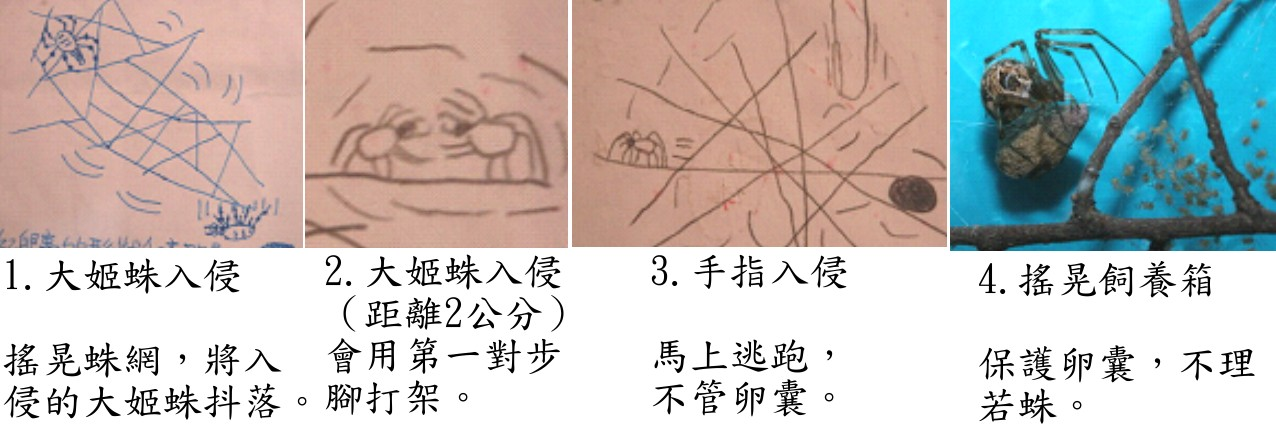 1.大姬蛛入侵
搖晃蛛網，將入
侵的大姬蛛抖落。
2.大姬蛛入侵
（距離2公分）
會用第一對步
腳打架。
3.手指入侵
馬上逃跑，
不管卵囊。
4.搖晃飼養箱
保護卵囊，不理
若蛛。